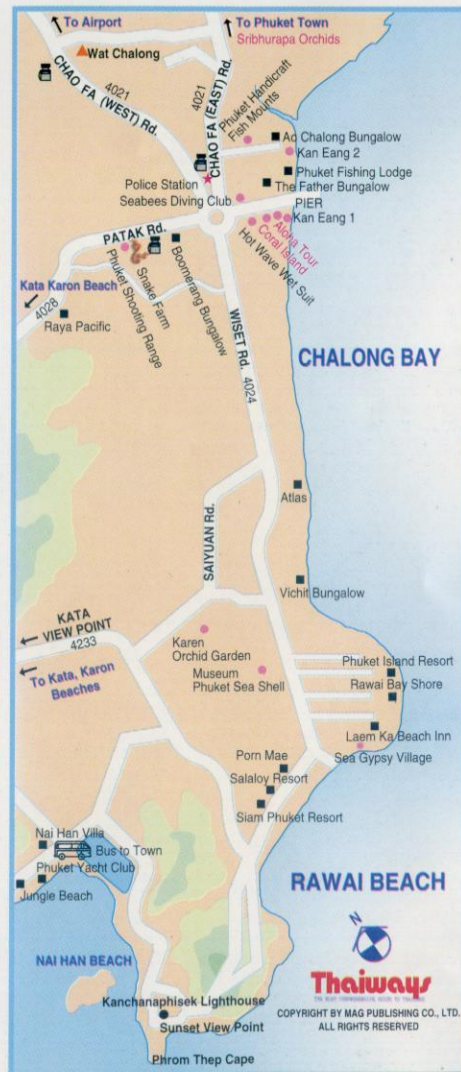 To Airport
To Phuket Town
Sribhurapa Orchids
Wat Chalong
CHAO FA (WEST) Rd.
4021
CHAO FA (EAST) Rd.
4021
Phuket Handicraft
Fish Mounts
Ao Chalong Bungalow
Kan Eang 2
Police Station
Phuket Fishing Lodge
The Father Bungalow
Seabees Diving Club
PIER
Kan Eang 1
Alona Tour
Coral Island
Hot Wave Wet Suit
PATAK Rd.
Kata Karon Beach
4028
Raya Pacific
Phuket Shooting Range
Snake Farm
Boomerang Bungalow
WISET Rd. 4024
CHALONG BAY
Atlas
SAIYUAN Rd.
Vichit Bungalow
KATA
VIEW POINT
4233
To Kata, Karon
Beaches
Karen
Orchid Garden
Museum
Phuket Sea Shell
Phuket Island Resort
Rawai Bay Shore
Laem Ka Beach Inn
Sea Gypsy Village
Porn Mae
Salaloy Resort
Siam Phuket Resort
Nai Han Villa
Bus to Town
Phuket Yacht Club
Jungle Beach
RAWAI BEACH
NAI HAN BEACH
N
Thaiways
COPYRIGHT BY MAG PUBLISHING CO., LTD.
ALL RIGHTS RESERVED
Kanchanaphisek Lighthouse
Sunset View Point
Phrom Thep Cape